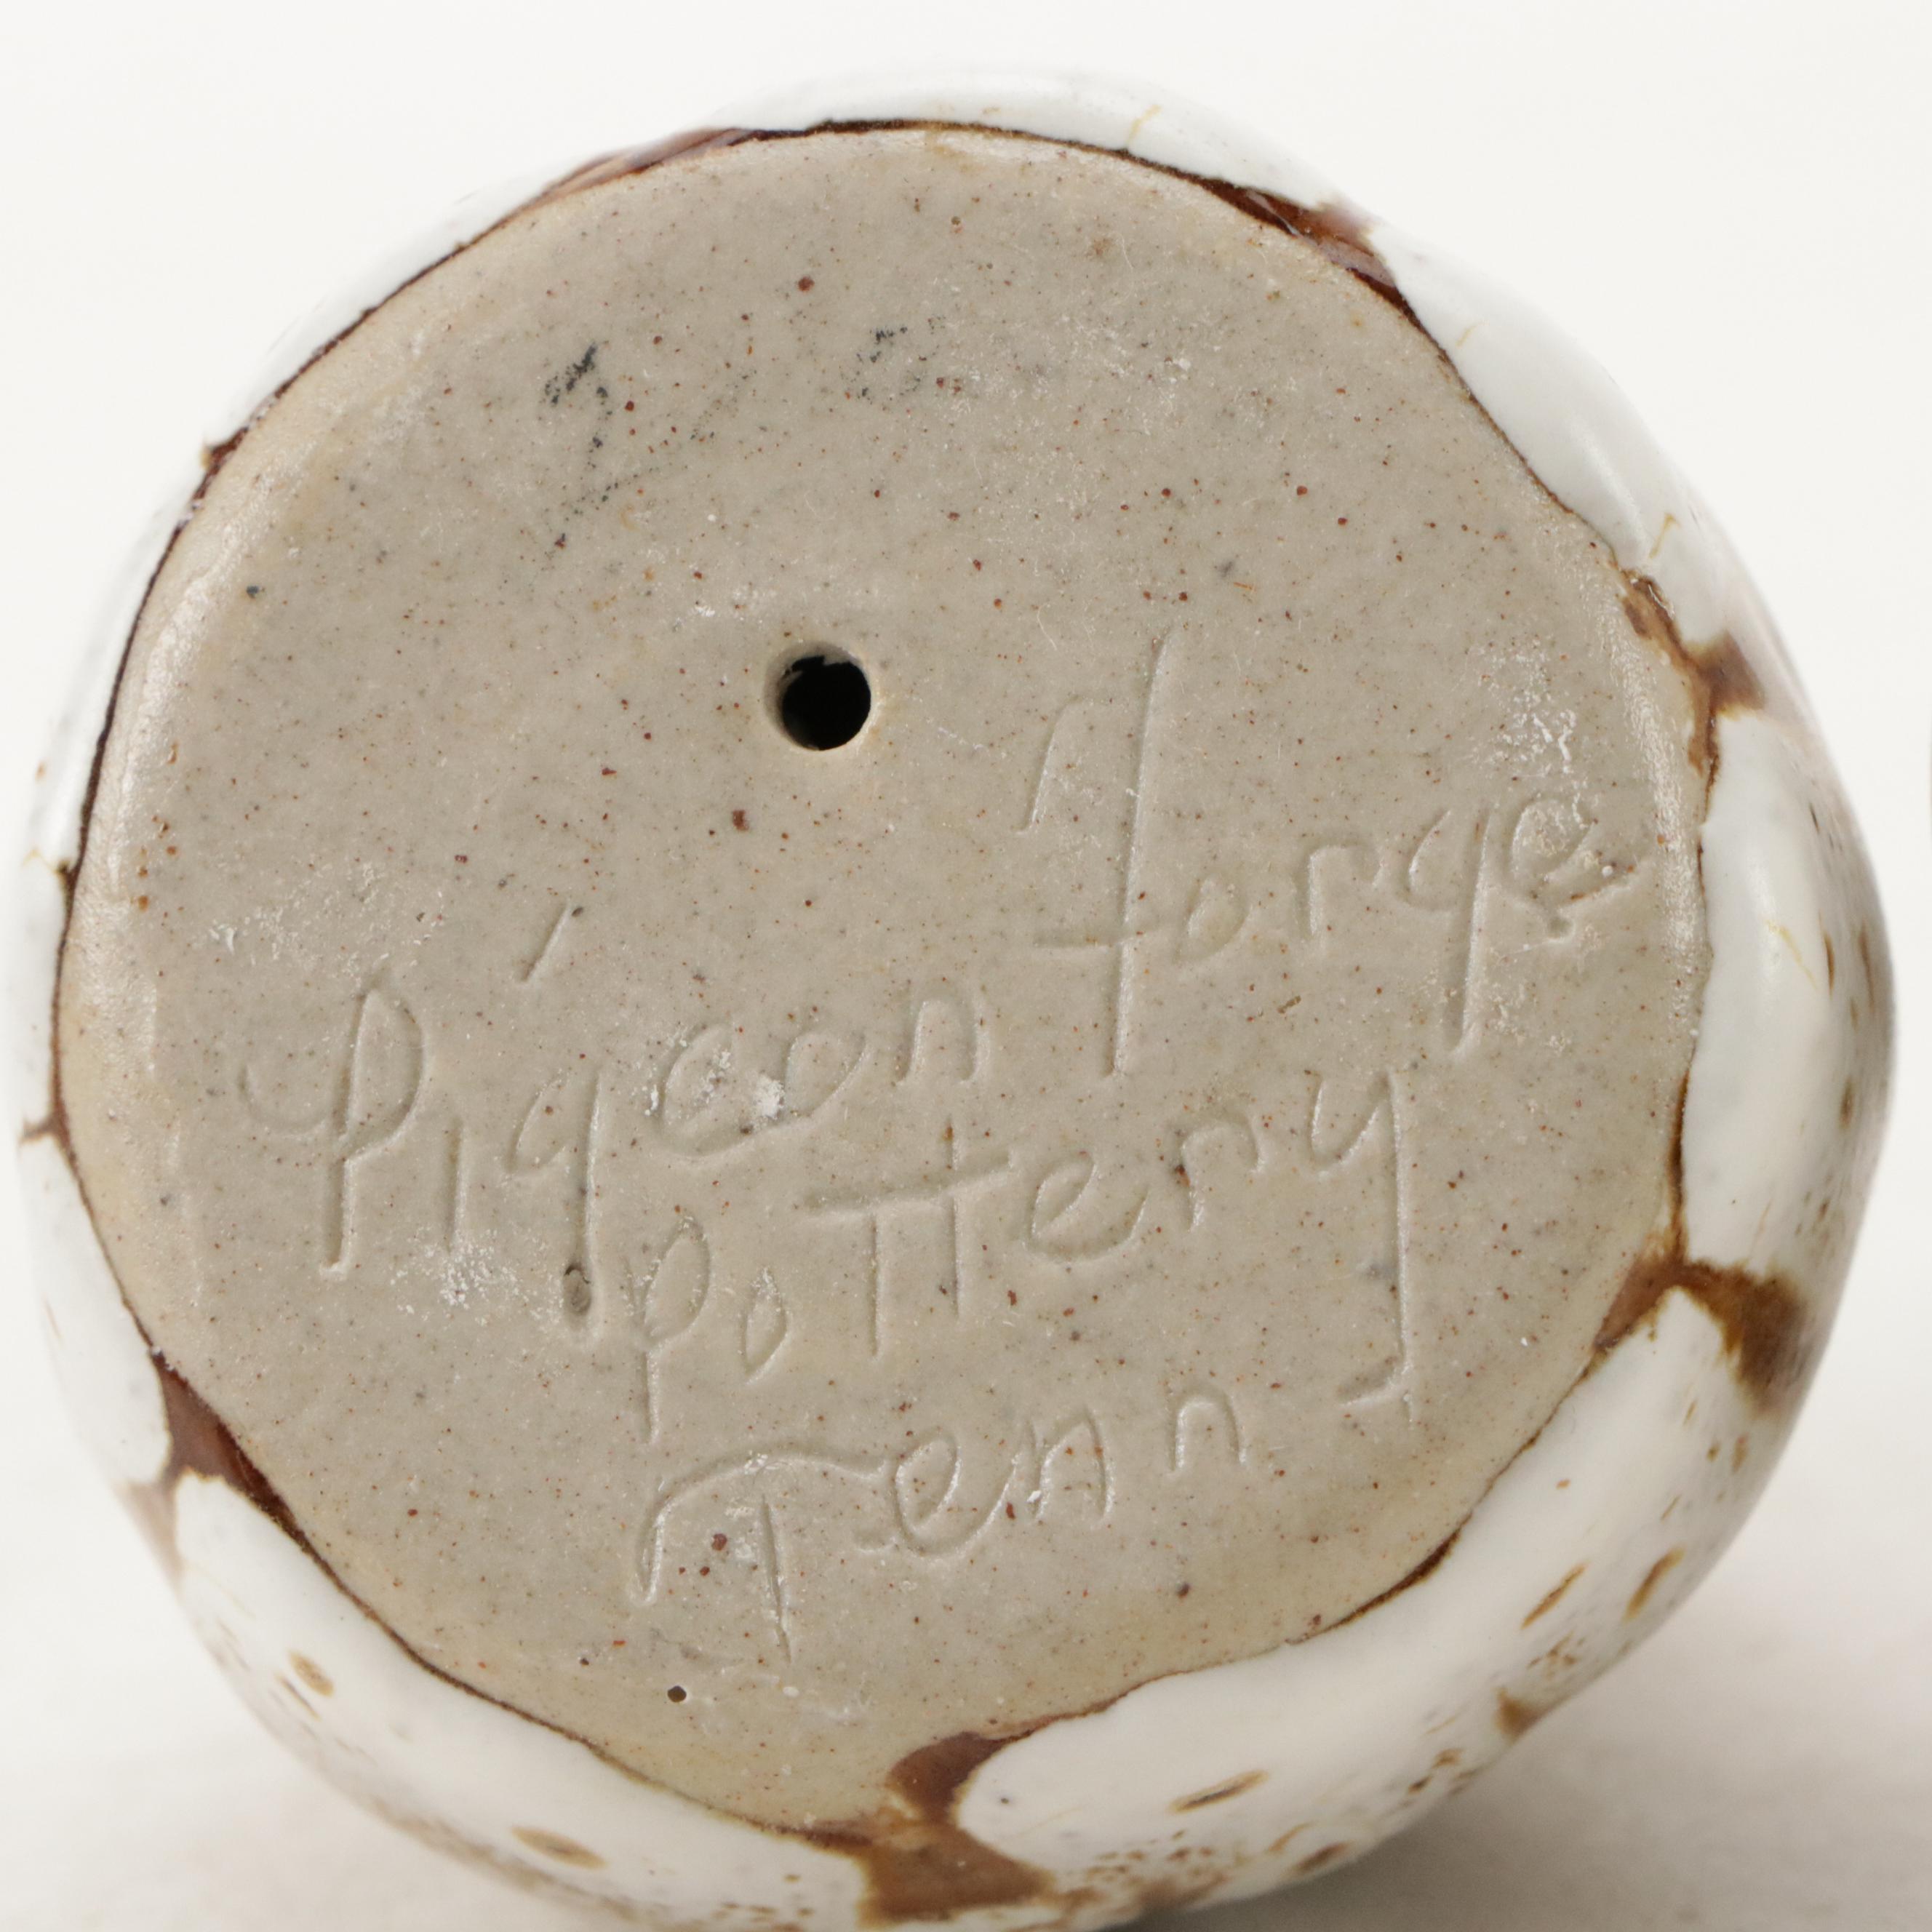 Pigeon forge
pottery
Tenn